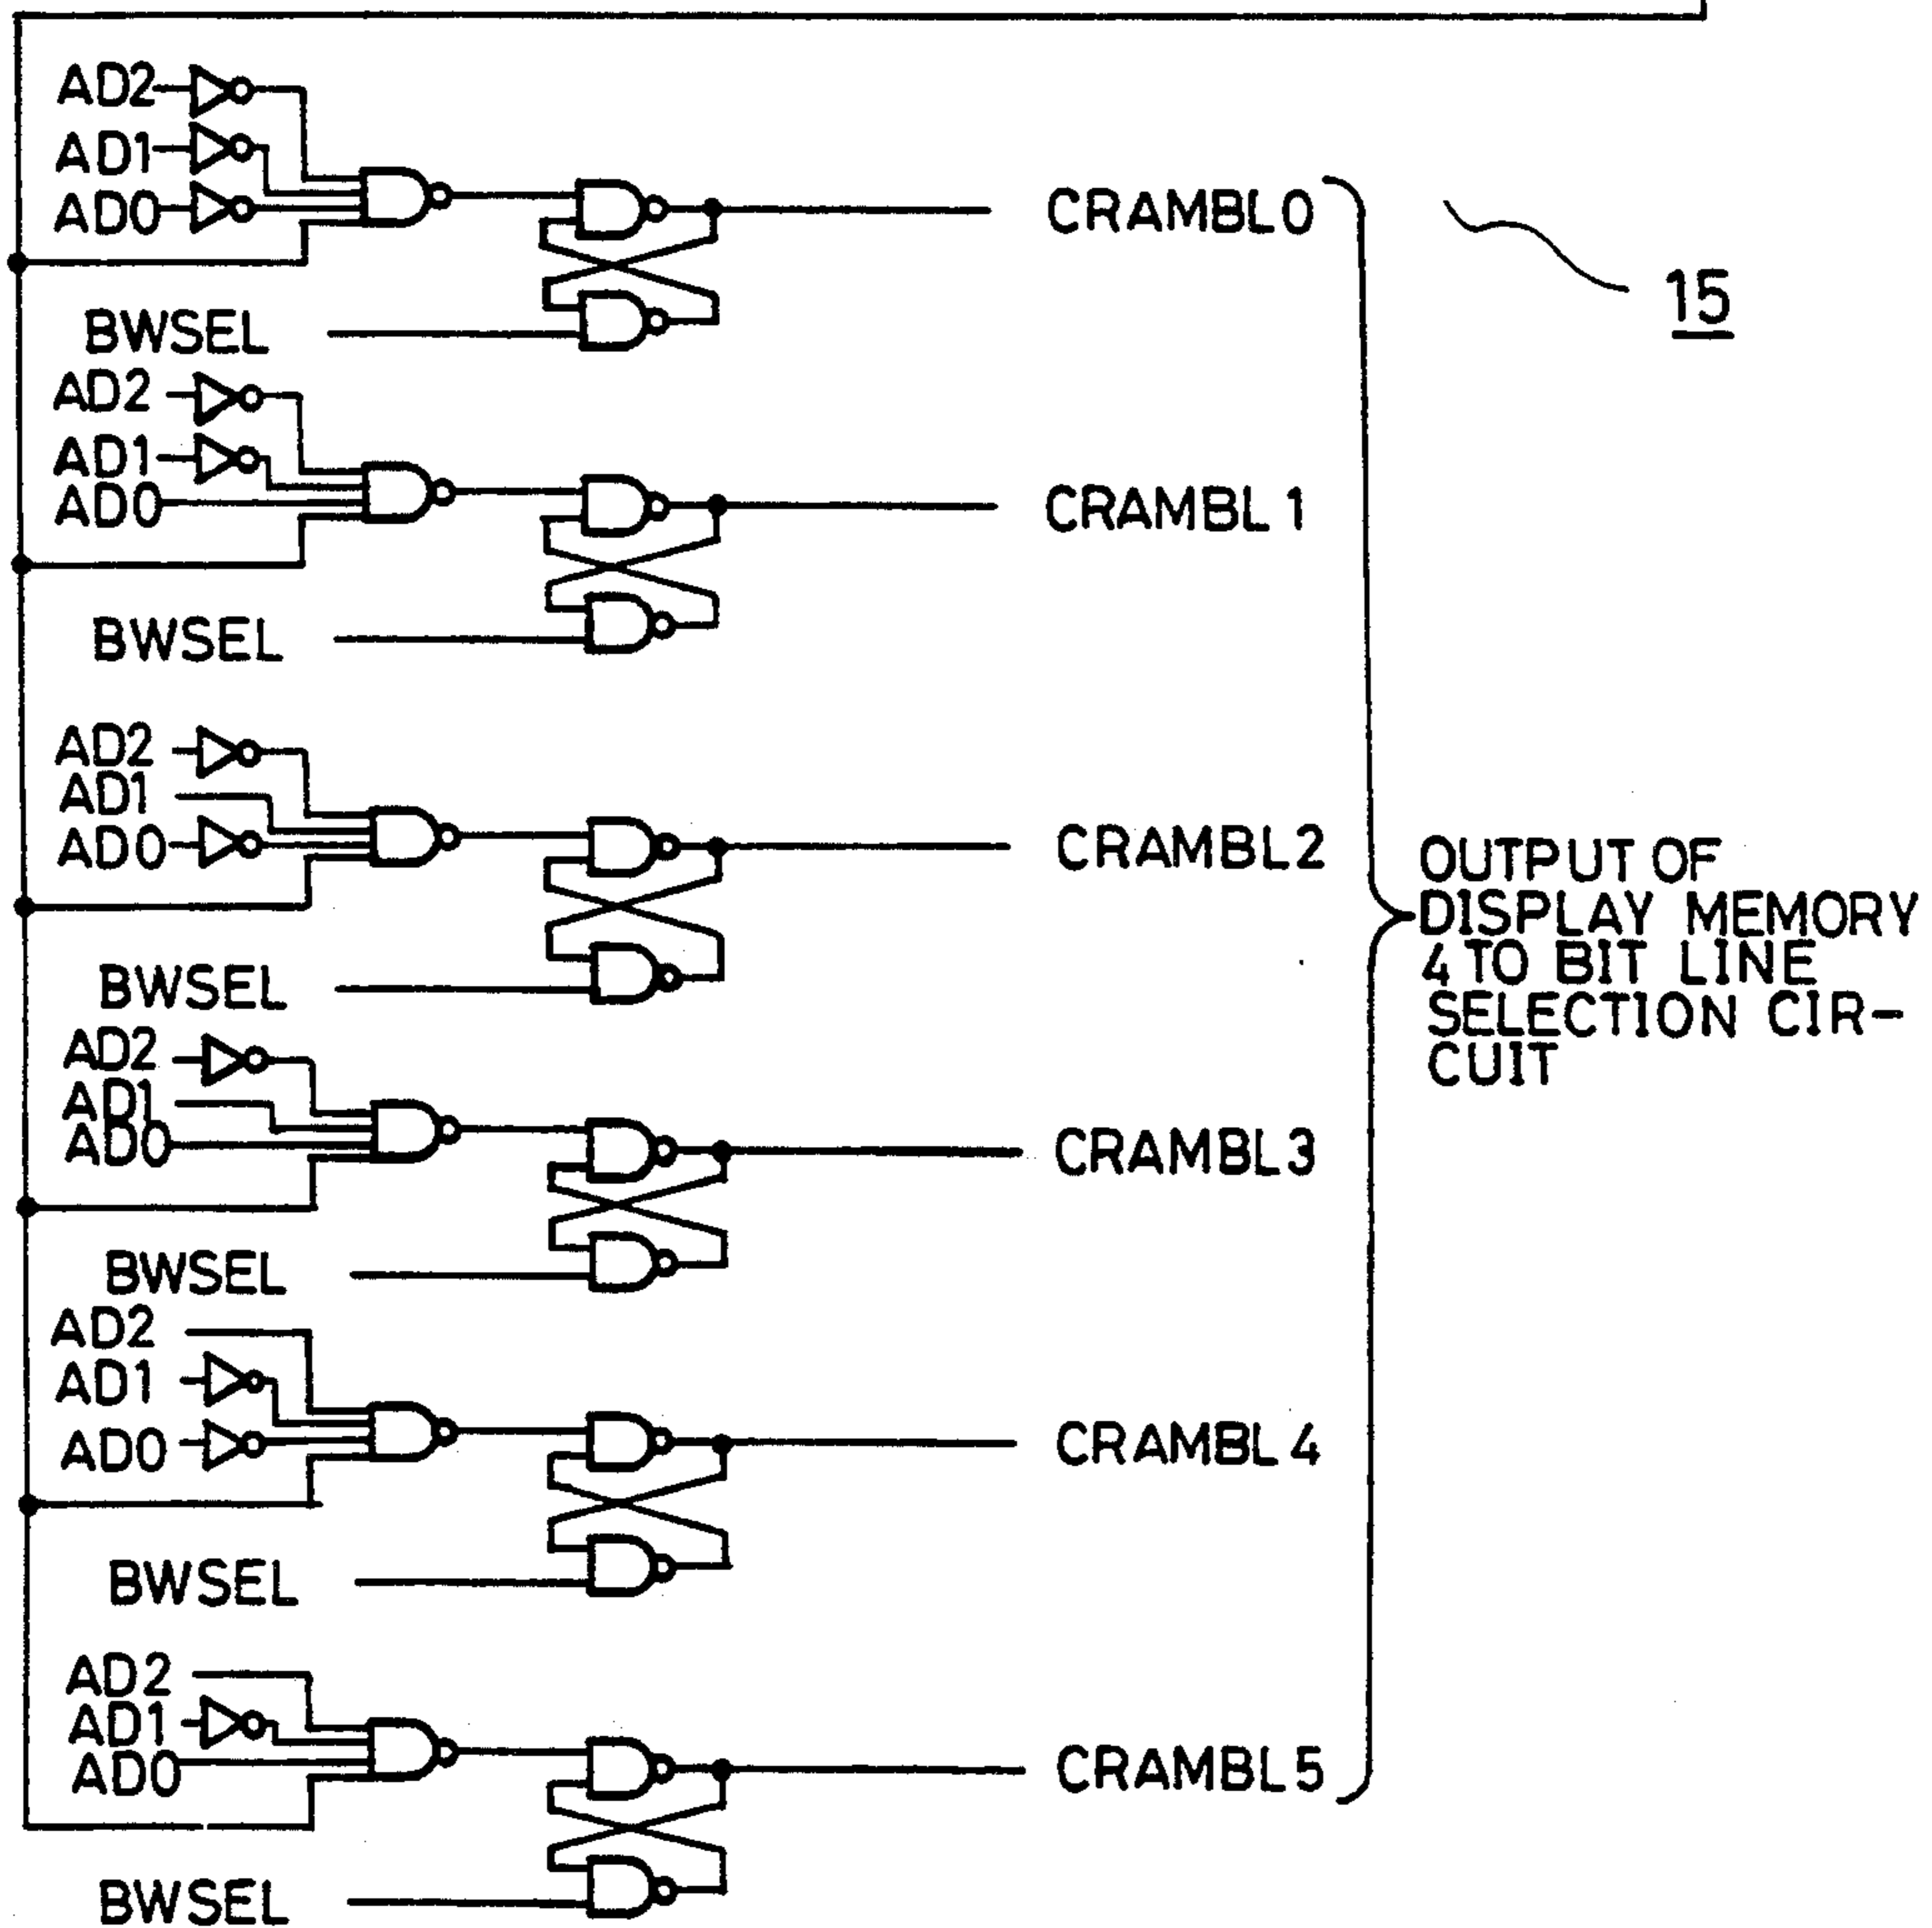 AD2
AD1
AD0
CRAMBL0
15
BWSEL
AD2
AD1
AD0
CRAMBL 1
BWSEL
AD2
AD1
AD0
CRAMBL2
OUTPUT OF
DISPLAY MEMORY
4 TO BIT LINE
SELECTION CIR-
CUIT
BWSEL
AD2
AD1
AD0
CRAMBL3
BWSEL
AD2
AD1
AD0
CRAMBL 4
BWSEL
AD2
AD1
AD0
CRAMBL5
BWSEL